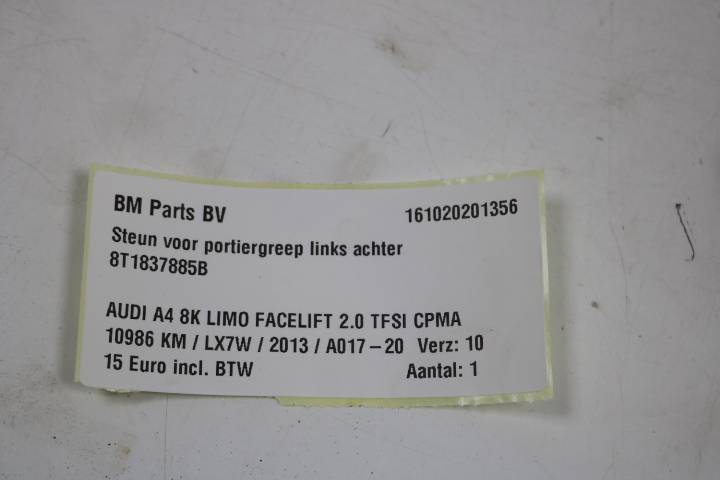 BM Parts BV 161020201356
Steun voor portiergreep links achter
8T1837885B
AUDI A4 8K LIMO FACELIFT 2.0 TFSI CPMA
10986 KM / LX7W / 2013 / A017-20 Verz: 10
15 Euro incl. BTW Aantal: 1